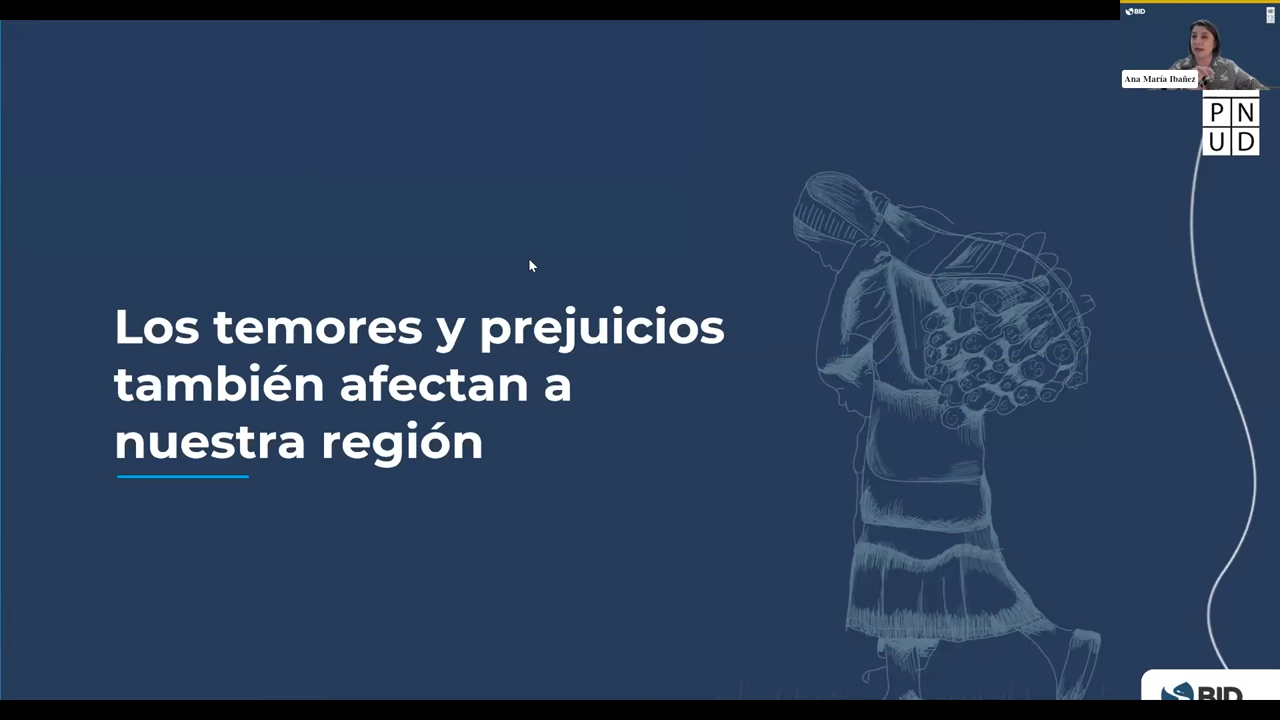 BID
Ana María Ibañez
P N
U D
Los temores y prejuicios
también afectan a
nuestra región
BID